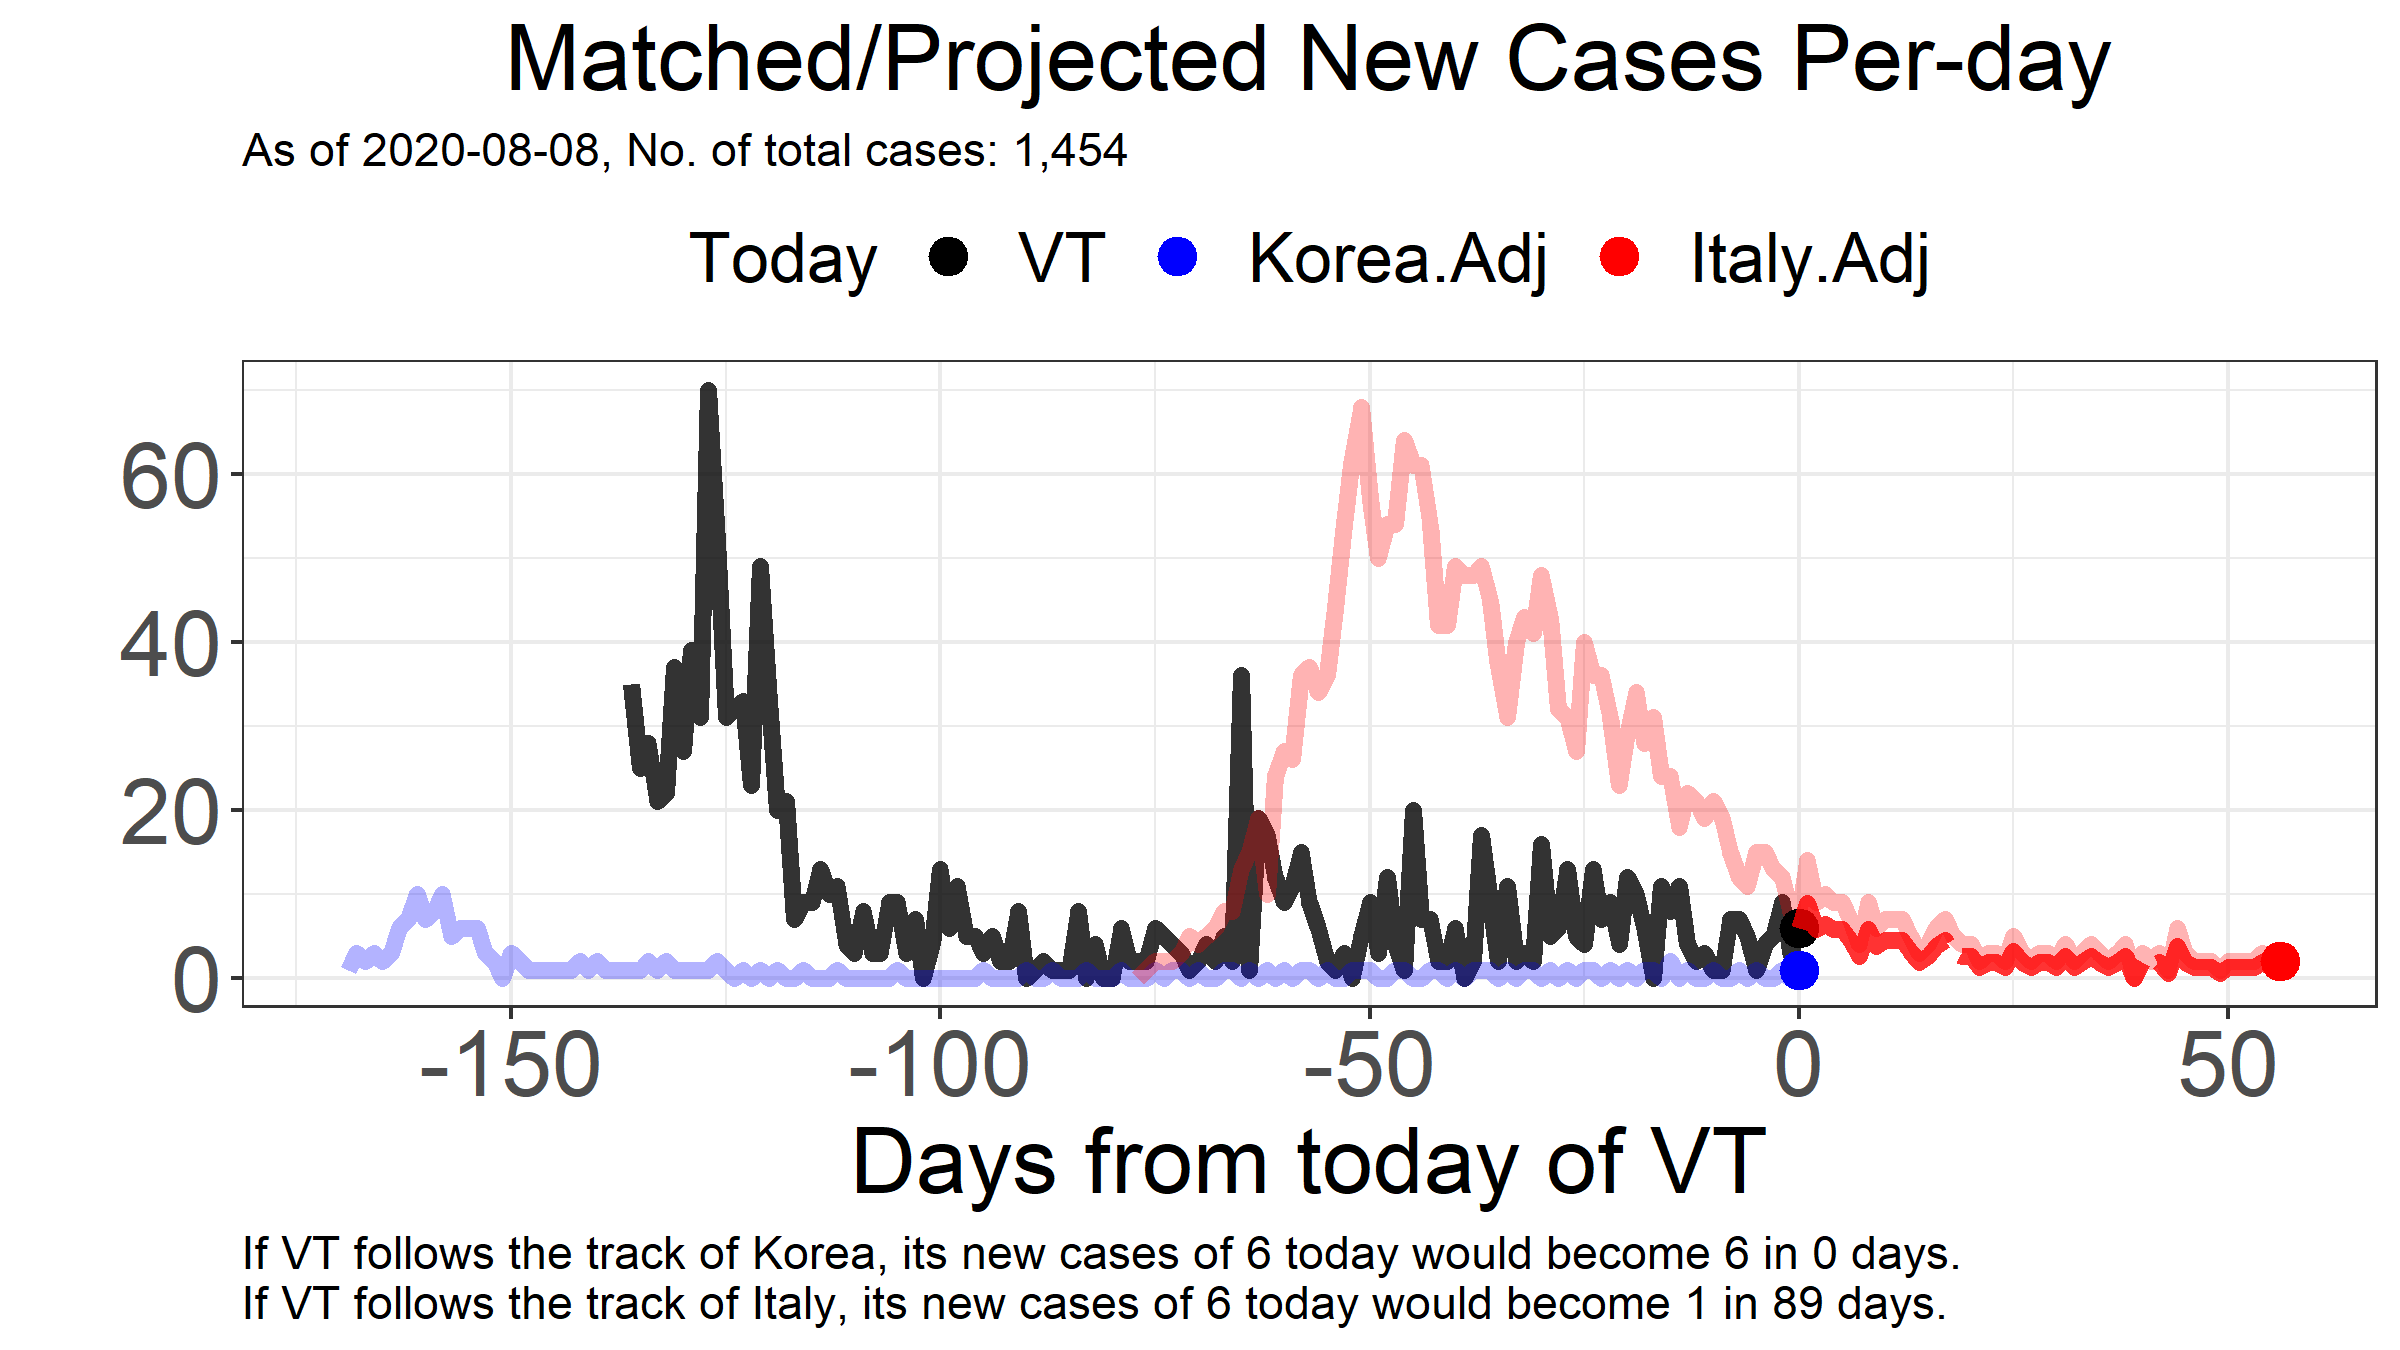 Matched/Projected New Cases Per-day
As of 2020-08-08, No. of total cases: 1,454
Today VT Korea.Adj Italy.Adj
60
40
20
0
-150 -100 -50 0 50
Days from today of VT
If VT follows the track of Korea, its new cases of 6 today would become 6 in 0 days.
If VT follows the track of Italy, its new cases of 6 today would become 1 in 89 days.